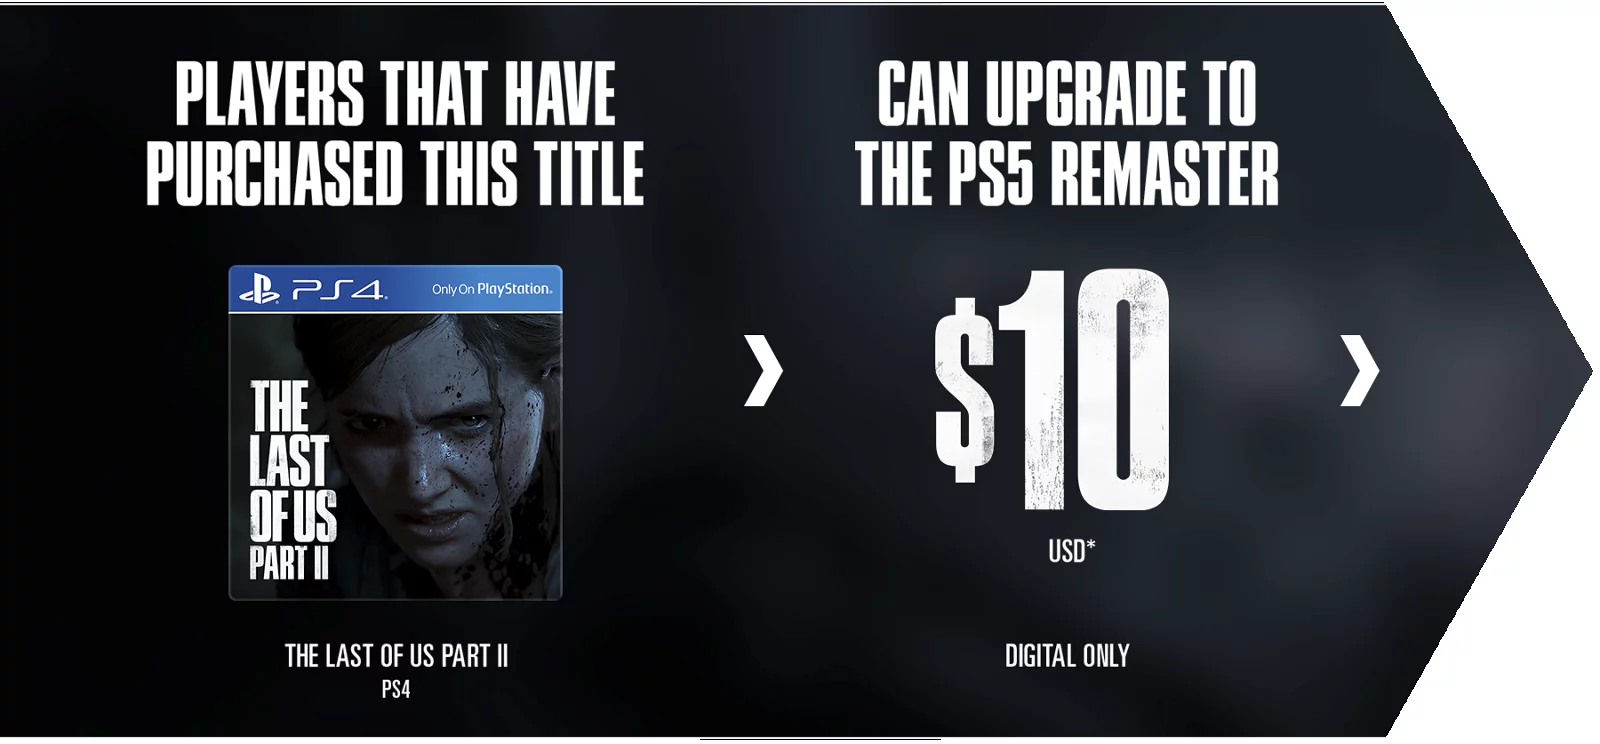 PLAYERS THAT HAVE
PURCHASED THIS TITLE
PS4
Only On PlayStation®
THE
LAST
OF US
PART II
THE LAST OF US PART II
PS4
CAN UPGRADE TO
THE PS5 REMASTER
$10
USD*
DIGITAL ONLY